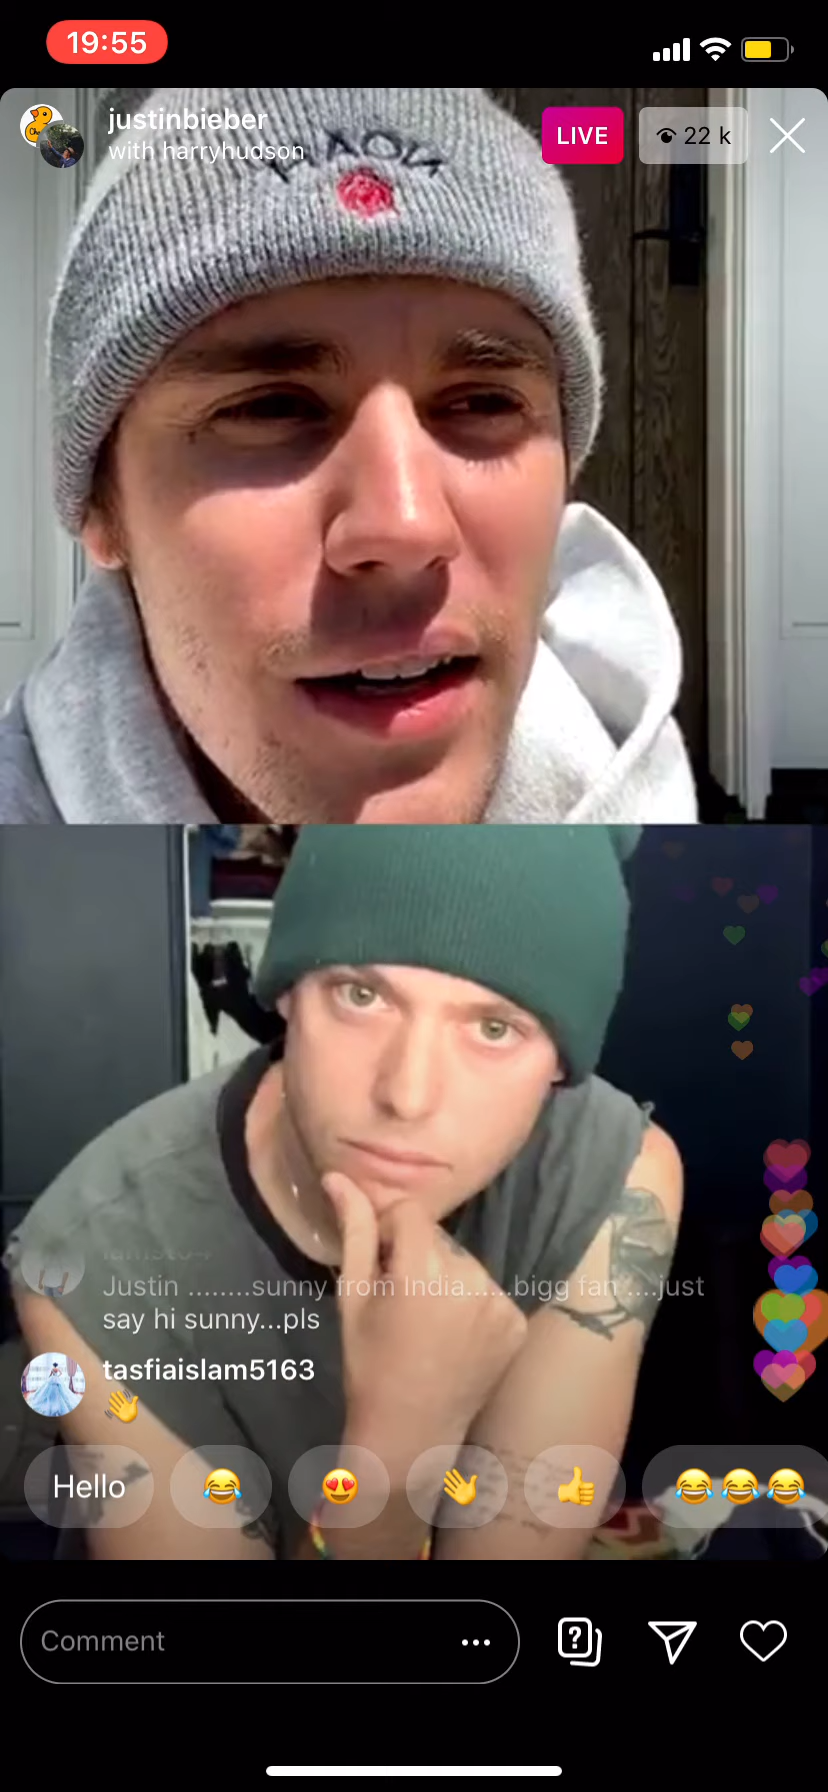 19:55
justinbieber
with harryhudson
LIVE
22 k
Justin ........sunny from India......bigg fan ....just
say hi sunny...pls
tasfiaislam5163
👋
Hello 😂 😍 👋 👍 😂😂😂
Comment